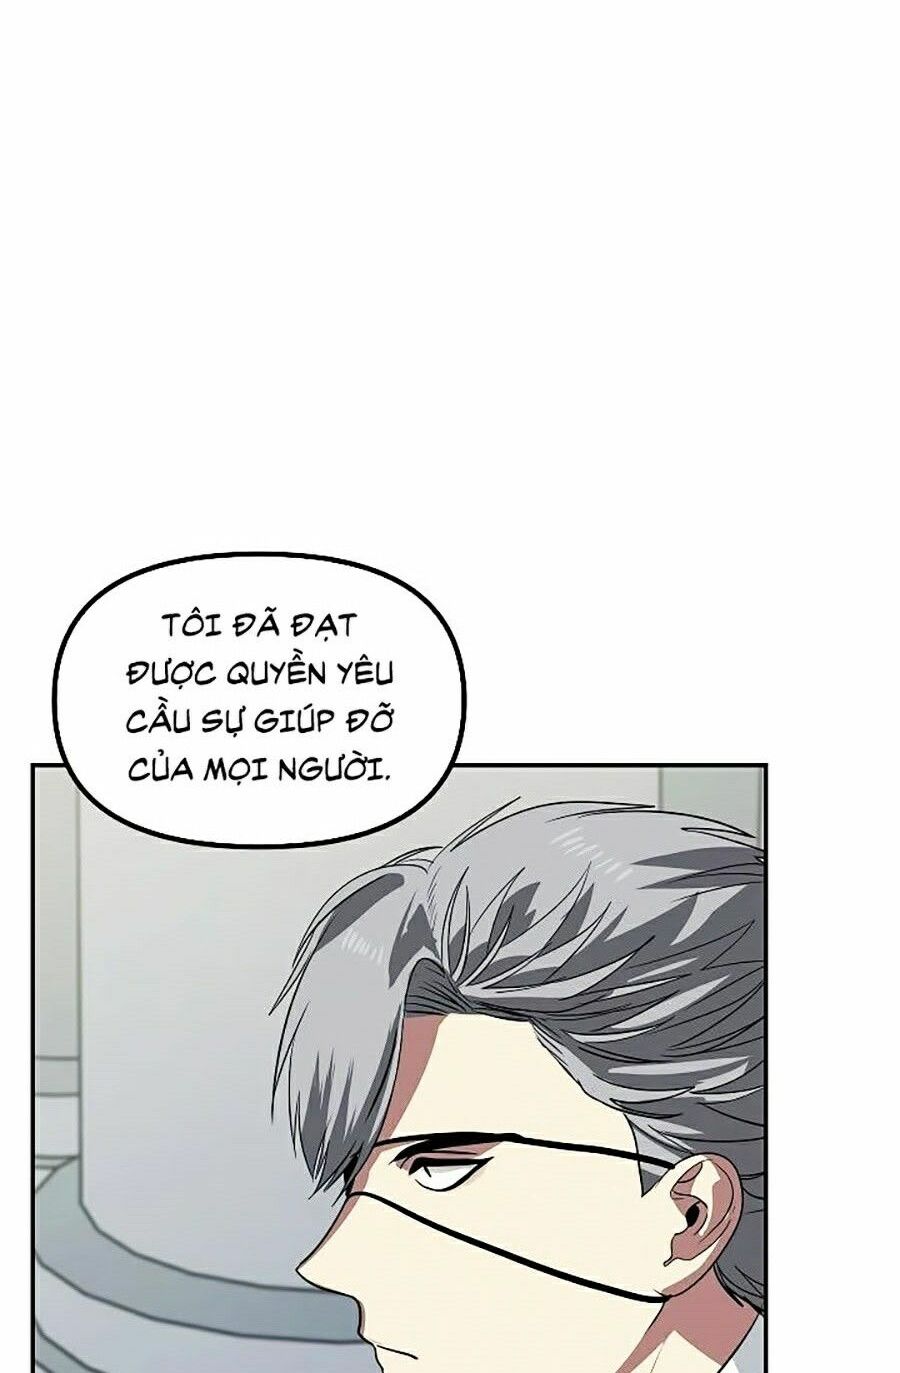 TÔI ĐÃ ĐẠT
ĐƯỢC QUYỀN YÊU
CẦU SỰ GIÚP ĐỠ
CỦA MỌI NGƯỜI.